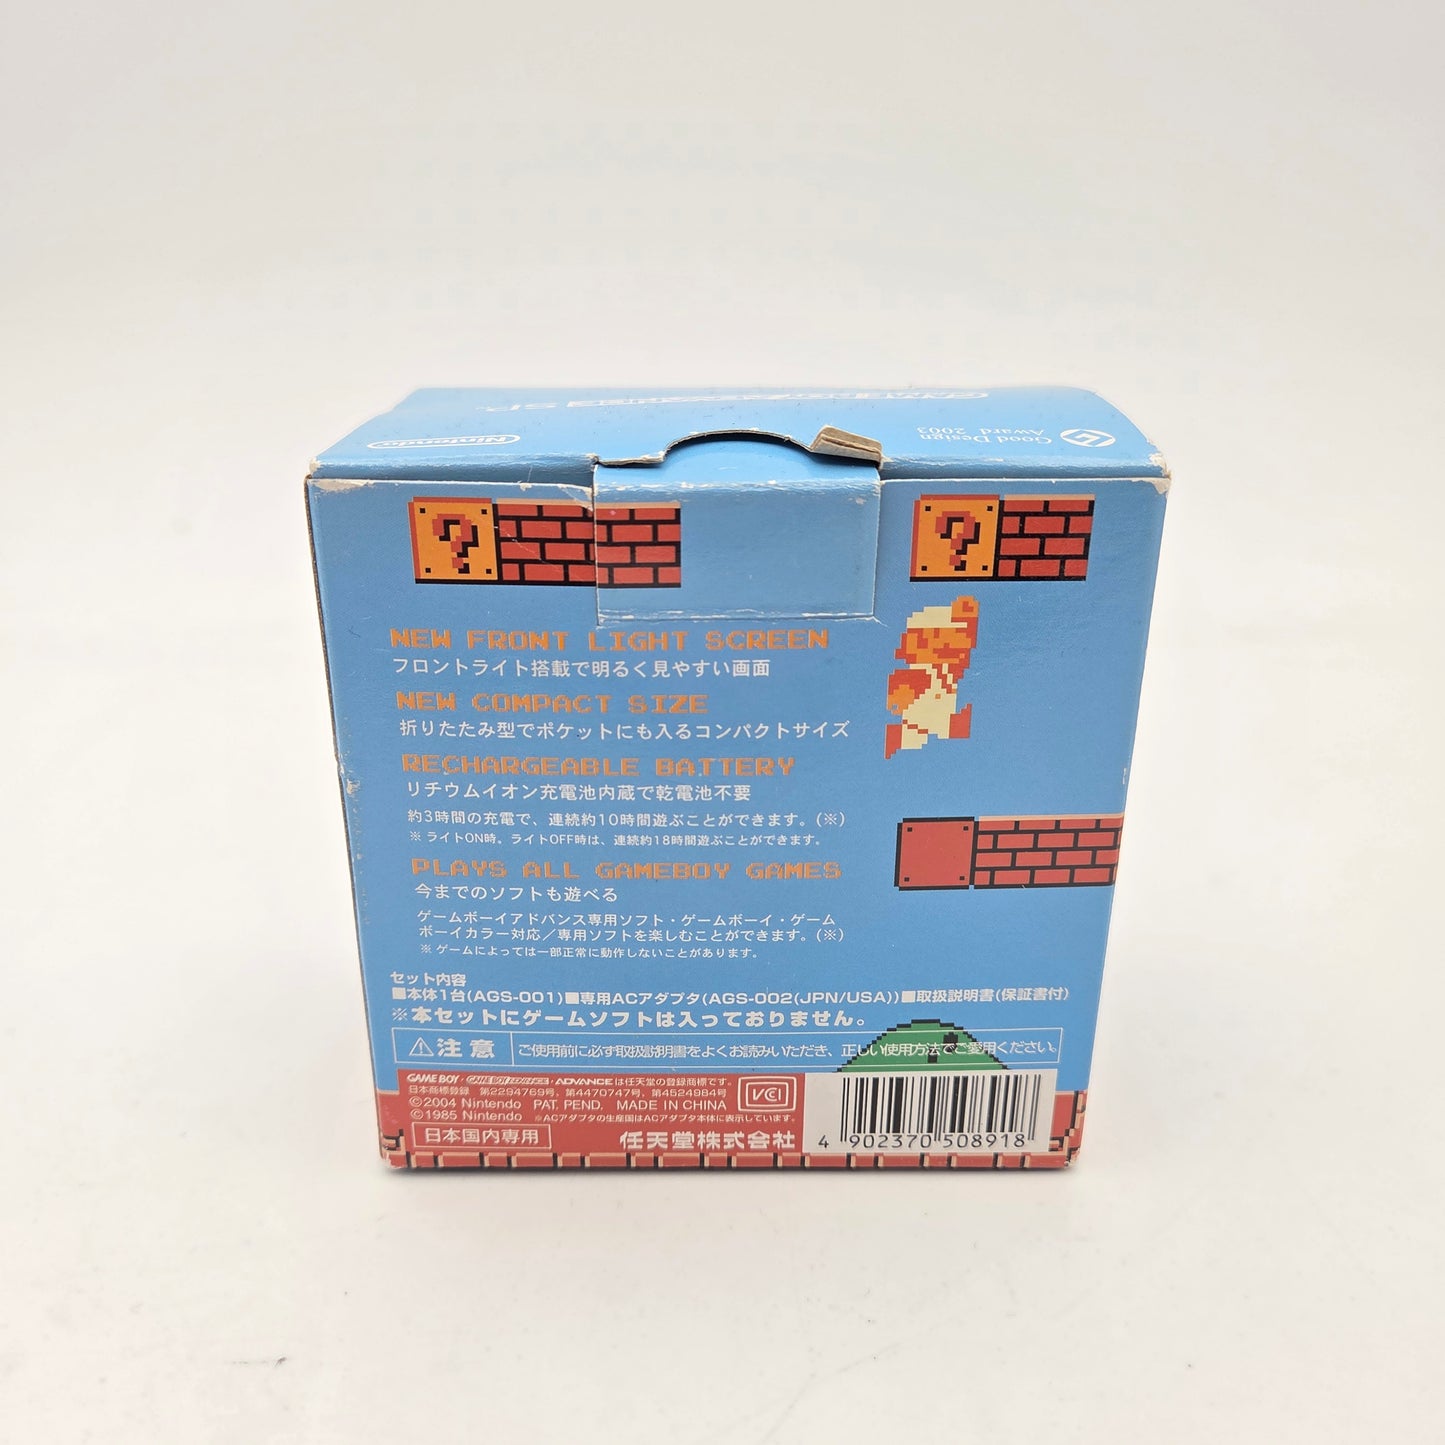 GAMEBOY ADVANCE SP
Nintendo
Good Design
Award 2003
NEW FRONT LIGHT SCREEN
フロントライト搭載で明るく見やすい画面
NEW COMPACT SIZE
折りたたみ型でポケットにも入るコンパクトサイズ
RECHARGEABLE BATTERY
リチウムイオン充電池内蔵で乾電池不要
約3時間の充電で、連続約10時間遊ぶことができます。(※)
※ ライトON時。ライトOFF時は、連続約18時間遊ぶことができます。
PLAYS ALL GAMEBOY GAMES
今までのソフトも遊べる
ゲームボーイアドバンス専用ソフト・ゲームボーイ・ゲーム
ボーイカラー対応／専用ソフトを楽しむことができます。(※)
※ ゲームによっては一部正常に動作しないことがあります。
セット内容
■本体1台(AGS-001)■専用ACアダプタ(AGS-002(JPN/USA))■取扱説明書(保証書付)
※本セットにゲームソフトは入っておりません。
⚠注意 ご使用前に必ず取扱説明書をよくお読みいただき、正しい使用方法でご愛用ください。
GAME BOY・GAME BOY ADVANCE・ADVANCEは任天堂の登録商標です。
日本商標登録 第2294769号, 第4470747号, 第4524984号
©2004 Nintendo PAT. PEND. MADE IN CHINA
©1985 Nintendo ※ACアダプタの生産国はACアダプタ本体に表示しています。
VCCI
日本国内専用 任天堂株式会社
4 902370 508918